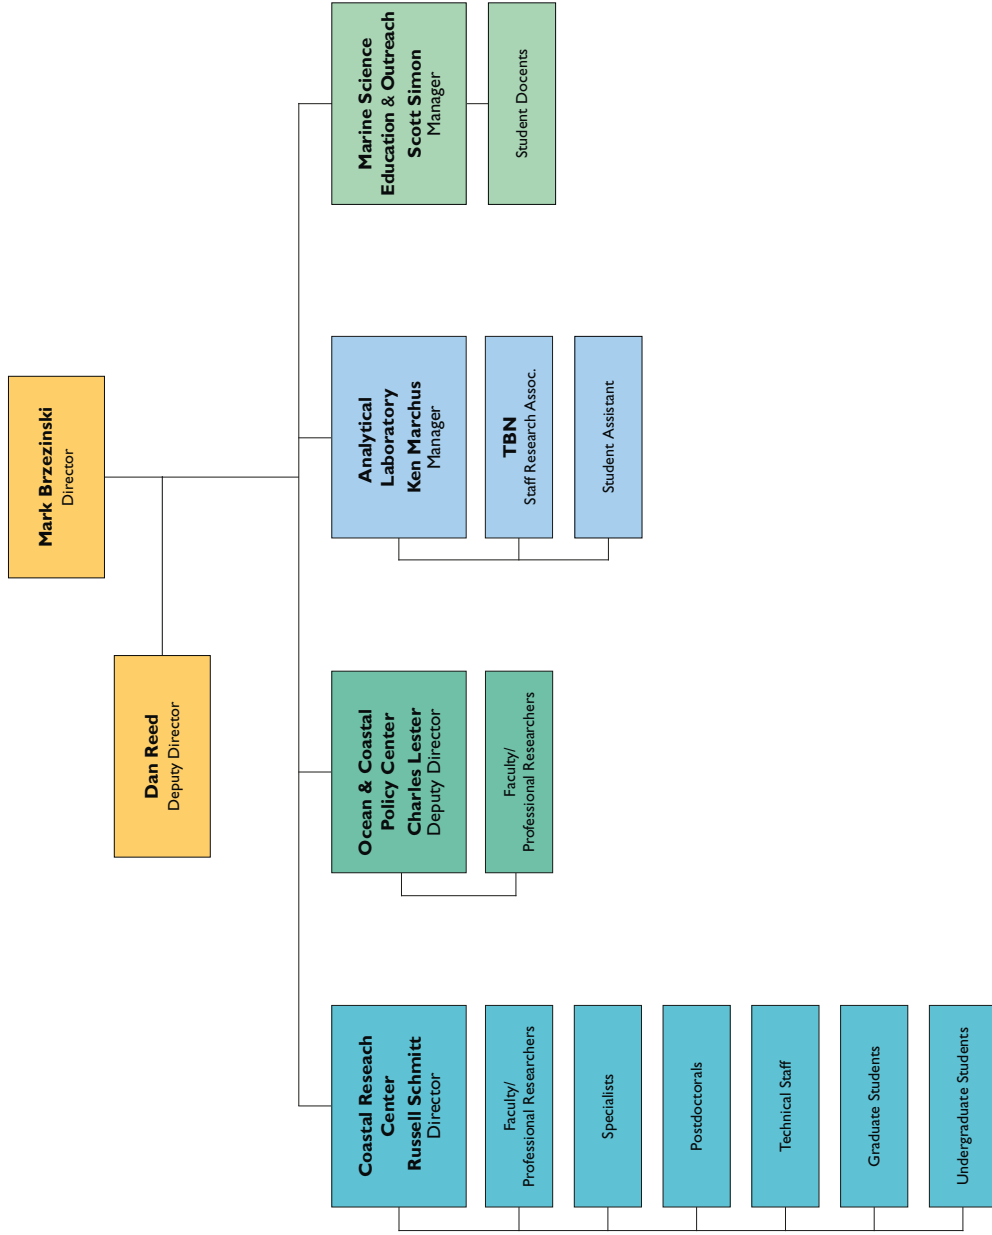 Mark Brzezinski
Director
Dan Reed
Deputy Director
Coastal Reseach
Center
Russell Schmitt
Director
Faculty/
Professional Researchers
Specialists
Postdoctorals
Technical Staff
Graduate Students
Undergraduate Students
Ocean & Coastal
Policy Center
Charles Lester
Deputy Director
Faculty/
Professional Researchers
Analytical
Laboratory
Ken Marchus
Manager
TBN
Staff Research Assoc.
Student Assistant
Marine Science
Education & Outreach
Scott Simon
Manager
Student Docents